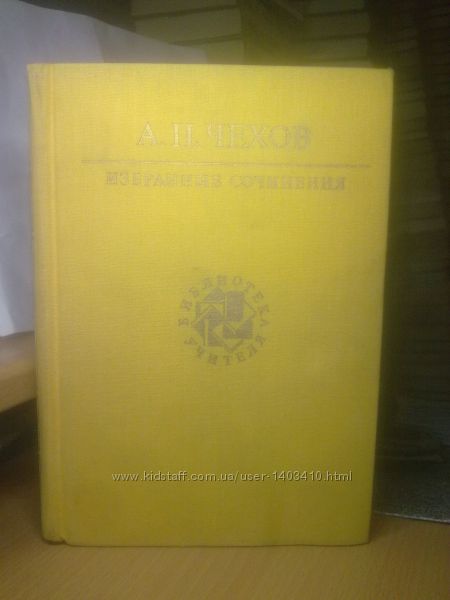 А. П. ЧЕХОВ
ИЗБРАННЫЕ СОЧИНЕНИЯ
БИБЛИОТЕКА
УЧИТЕЛЯ
www.kidstaff.com.ua/user-1403410.html